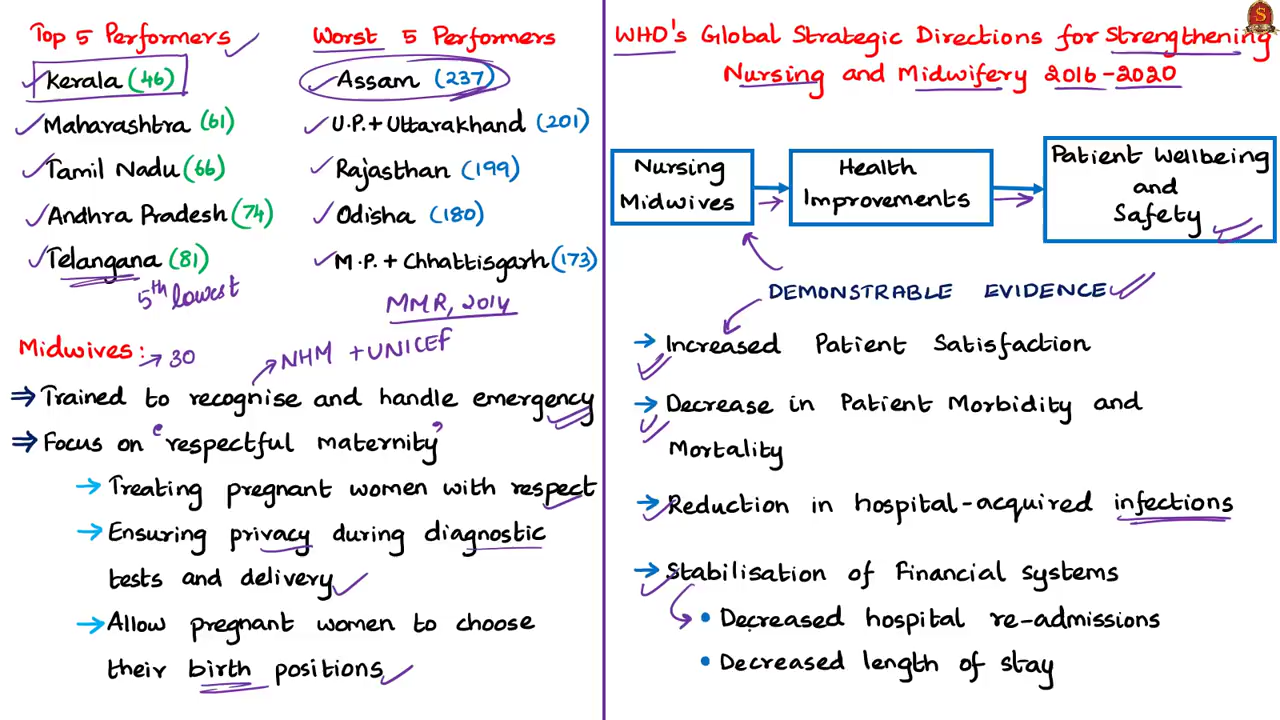 Top 5 Performers
Kerala (46)
Maharashtra (61)
Tamil Nadu (66)
Andhra Pradesh (74)
Telangana (81)
5th lowest
Worst 5 Performers
Assam (237)
U.P. + Uttarakhand (201)
Rajasthan (199)
Odisha (180)
M.P. + Chhattisgarh (173)
MMR, 2014
Midwives: → 30
NHM + UNICEF
⇒ Trained to recognise and handle emergency
⇒ Focus on "respectful maternity"
→ Treating pregnant women with respect
→ Ensuring privacy during diagnostic
tests and delivery
→ Allow pregnant women to choose
their birth positions
WHO's Global Strategic Directions for Strengthening
Nursing and Midwifery 2016-2020
Nursing
Midwives
Health
Improvements
Patient Wellbeing
and
Safety
DEMONSTRABLE EVIDENCE
→ Increased Patient Satisfaction
→ Decrease in Patient Morbidity and
Mortality
→ Reduction in hospital-acquired infections
→ Stabilisation of Financial systems
• Decreased hospital re-admissions
• Decreased length of stay